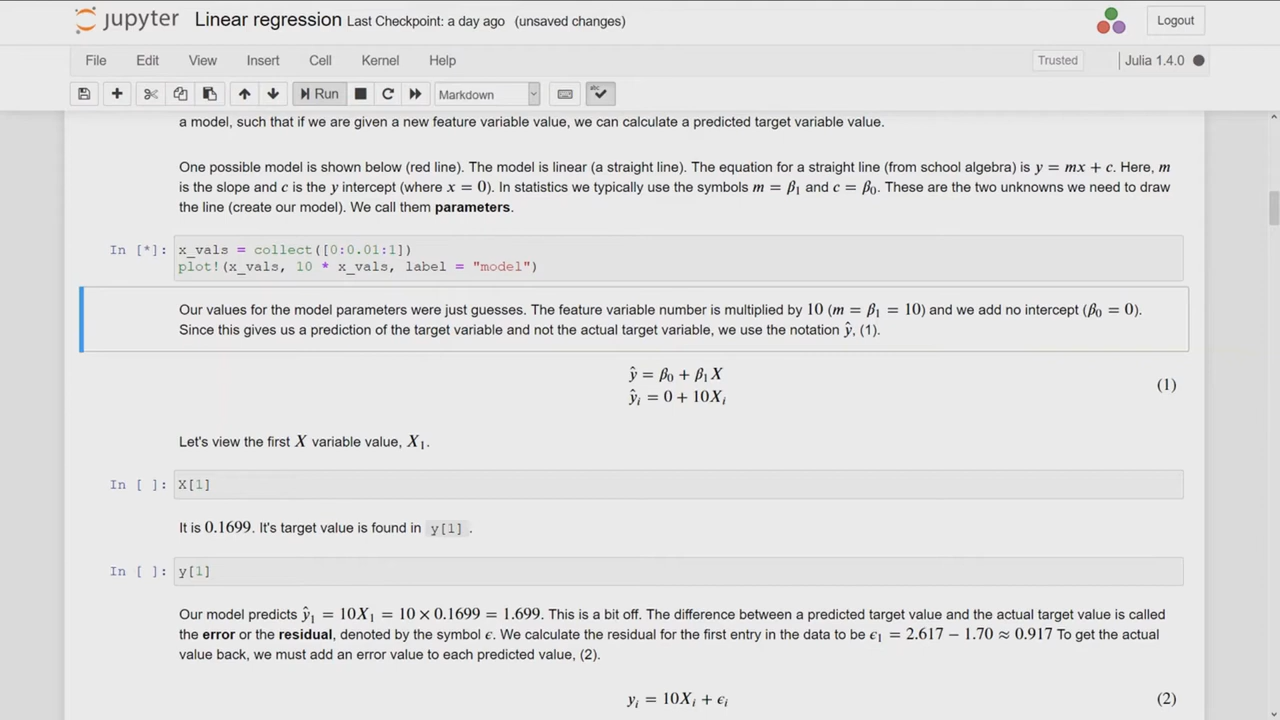 jupyter Linear regression Last Checkpoint: a day ago (unsaved changes) Logout
File Edit View Insert Cell Kernel Help Trusted Julia 1.4.0
Run Markdown
a model, such that if we are given a new feature variable value, we can calculate a predicted target variable value.
One possible model is shown below (red line). The model is linear (a straight line). The equation for a straight line (from school algebra) is y = mx + c. Here, m
is the slope and c is the y intercept (where x = 0). In statistics we typically use the symbols m = β₁ and c = β₀. These are the two unknowns we need to draw
the line (create our model). We call them parameters.
In [*]: x_vals = collect([0:0.01:1])
plot!(x_vals, 10 * x_vals, label = "model")
Our values for the model parameters were just guesses. The feature variable number is multiplied by 10 (m = β₁ = 10) and we add no intercept (β₀ = 0).
Since this gives us a prediction of the target variable and not the actual target variable, we use the notation ŷ, (1).
ŷ = β₀ + β₁X
ŷᵢ = 0 + 10Xᵢ (1)
Let's view the first X variable value, X₁.
In [ ]: X[1]
It is 0.1699. It's target value is found in y[1] .
In [ ]: y[1]
Our model predicts ŷ₁ = 10X₁ = 10 × 0.1699 = 1.699. This is a bit off. The difference between a predicted target value and the actual target value is called
the error or the residual, denoted by the symbol ϵ. We calculate the residual for the first entry in the data to be ϵ₁ = 2.617 − 1.70 ≈ 0.917 To get the actual
value back, we must add an error value to each predicted value, (2).
yᵢ = 10Xᵢ + ϵᵢ (2)